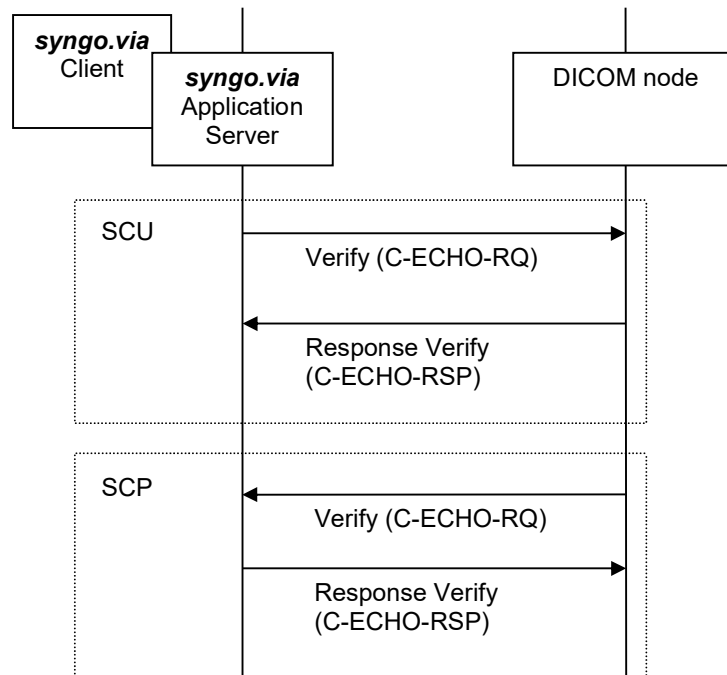 syngo.via
Client
syngo.via
Application
Server
DICOM node
SCU
Verify (C-ECHO-RQ)
Response Verify
(C-ECHO-RSP)
SCP
Verify (C-ECHO-RQ)
Response Verify
(C-ECHO-RSP)